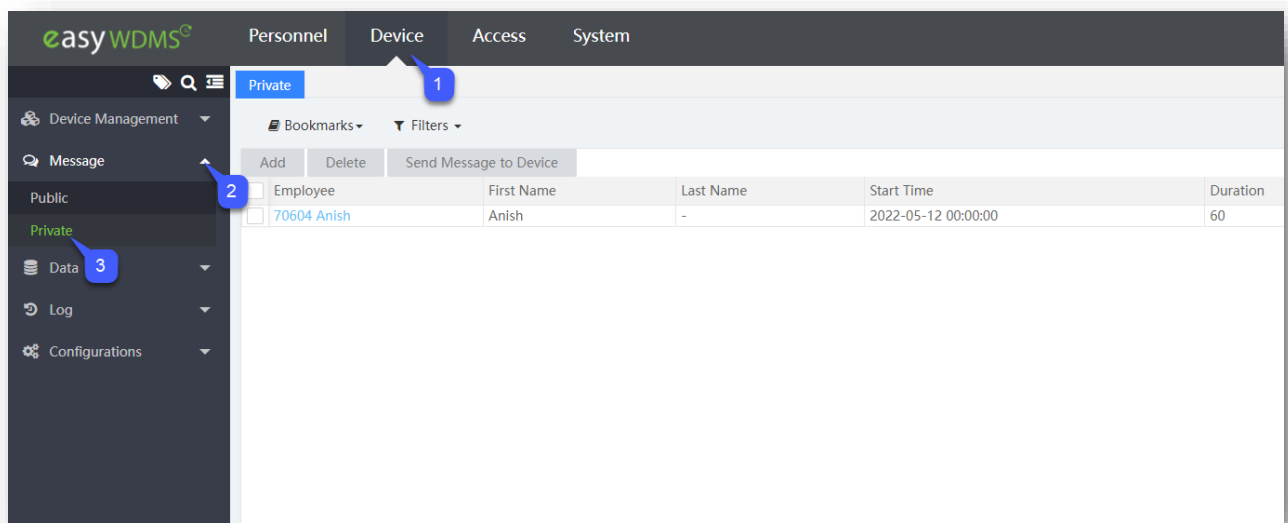 easy WDMS Personnel Device Access System
1
Private
Device Management
Bookmarks Filters
Message
Add Delete Send Message to Device
2
Employee First Name Last Name Start Time Duration
Public
70604 Anish Anish - 2022-05-12 00:00:00 60
Private
3
Data
Log
Configurations